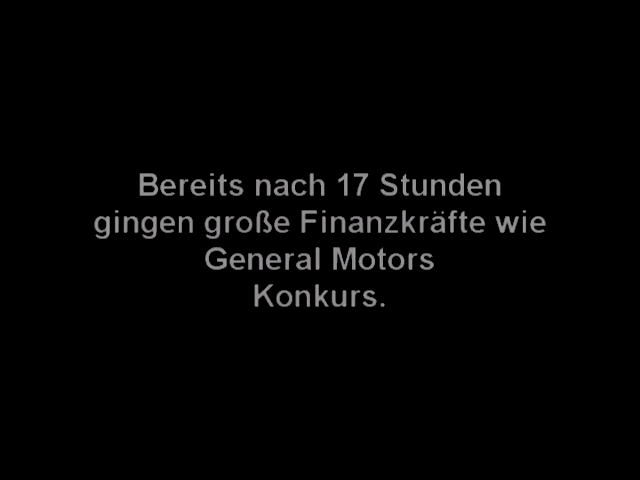 Bereits nach 17 Stunden
gingen große Finanzkräfte wie
General Motors
Konkurs.